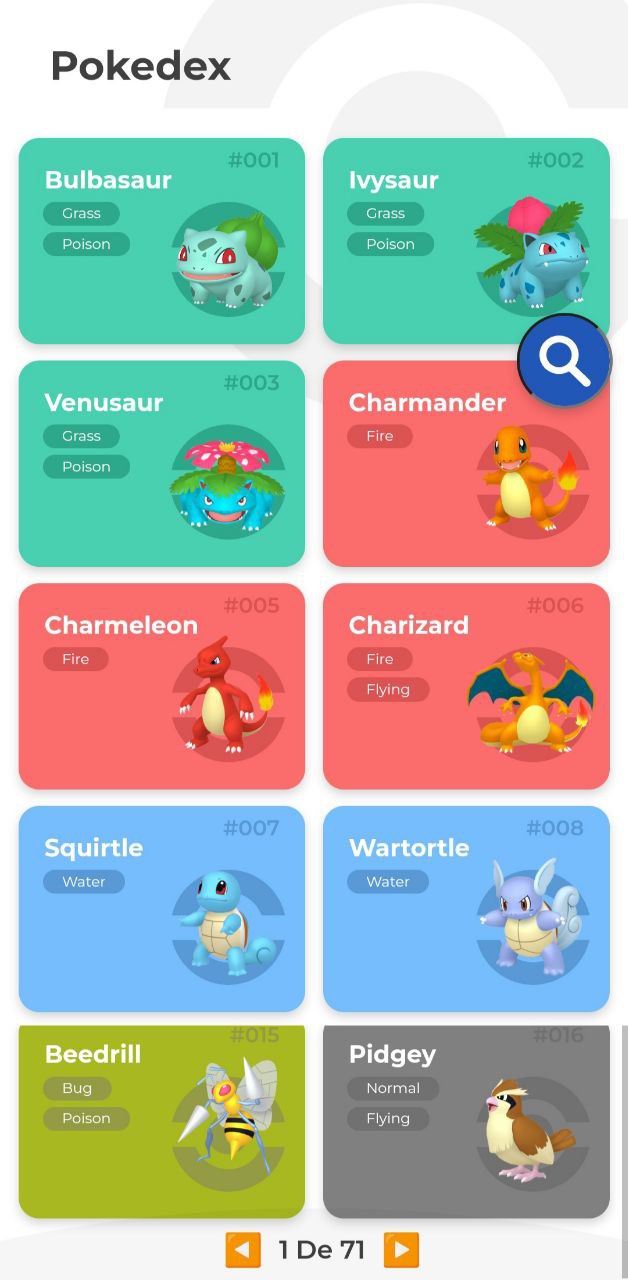 Pokedex
#001
Bulbasaur
Grass
Poison
#002
Ivysaur
Grass
Poison
#003
Venusaur
Grass
Poison
Charmander
Fire
#005
Charmeleon
Fire
#006
Charizard
Fire
Flying
#007
Squirtle
Water
#008
Wartortle
Water
#015
Beedrill
Bug
Poison
#016
Pidgey
Normal
Flying
1 De 71